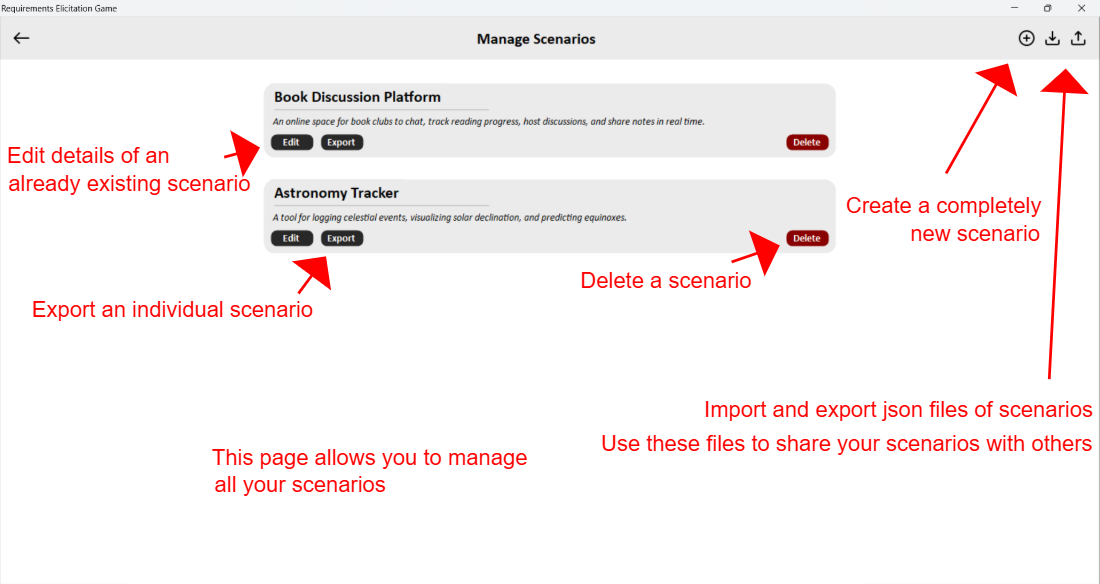 Requirements Elicitation Game
Manage Scenarios
Book Discussion Platform
An online space for book clubs to chat, track reading progress, host discussions, and share notes in real time.
Edit Export Delete
Edit details of an
already existing scenario
Astronomy Tracker
A tool for logging celestial events, visualizing solar declination, and predicting equinoxes.
Edit Export Delete
Create a completely
new scenario
Delete a scenario
Export an individual scenario
Import and export json files of scenarios
Use these files to share your scenarios with others
This page allows you to manage
all your scenarios